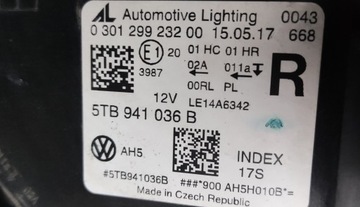 AL Automotive Lighting 0043
0 301 299 232 00 15.05.17 668
E1 20 01 HC 01 HR
02A 011a
3987 00RL PL R
12V LE14A6342
5TB 941 036 B
VW AH5 INDEX
17S
#5TB941036B ###*900 AH5H010B*=
Made in Czech Republic